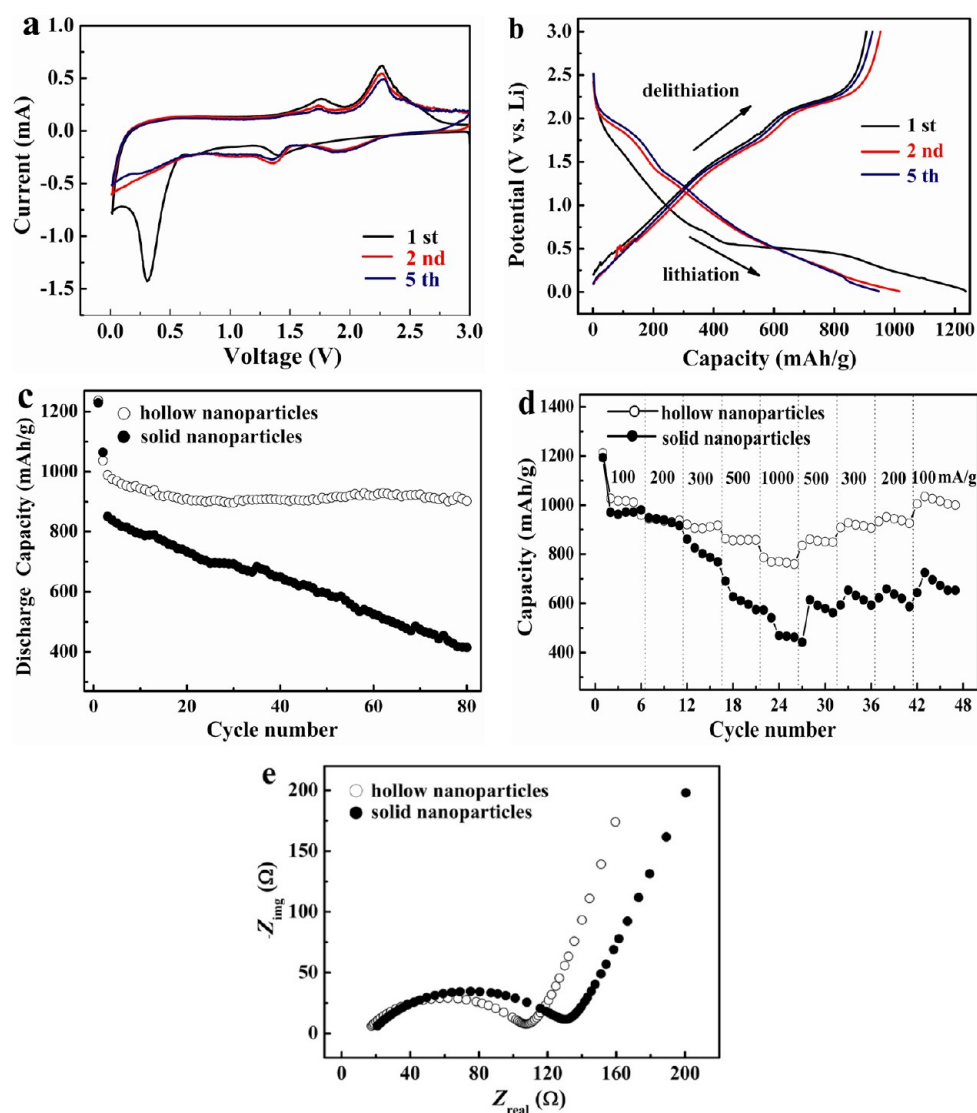 a
1.0
0.5
0.0
-0.5
-1.0
-1.5
Current (mA)
1 st
2 nd
5 th
0.0 0.5 1.0 1.5 2.0 2.5 3.0
Voltage (V)
b
3.0
2.5
2.0
1.5
1.0
0.5
0.0
Potential (V vs. Li)
delithiation
1 st
2 nd
5 th
lithiation
0 200 400 600 800 1000 1200
Capacity (mAh/g)
c
1200
1000
800
600
400
Discharge Capacity (mAh/g)
hollow nanoparticles
solid nanoparticles
0 20 40 60 80
Cycle number
d
1400
1200
1000
800
600
400
Capacity (mAh/g)
hollow nanoparticles
solid nanoparticles
100 200 300 500 1000 500 300 200 100 mA/g
0 6 12 18 24 30 36 42 48
Cycle number
e
200
150
100
50
0
-Zimg (Ω)
hollow nanoparticles
solid nanoparticles
0 40 80 120 160 200
Zreal (Ω)